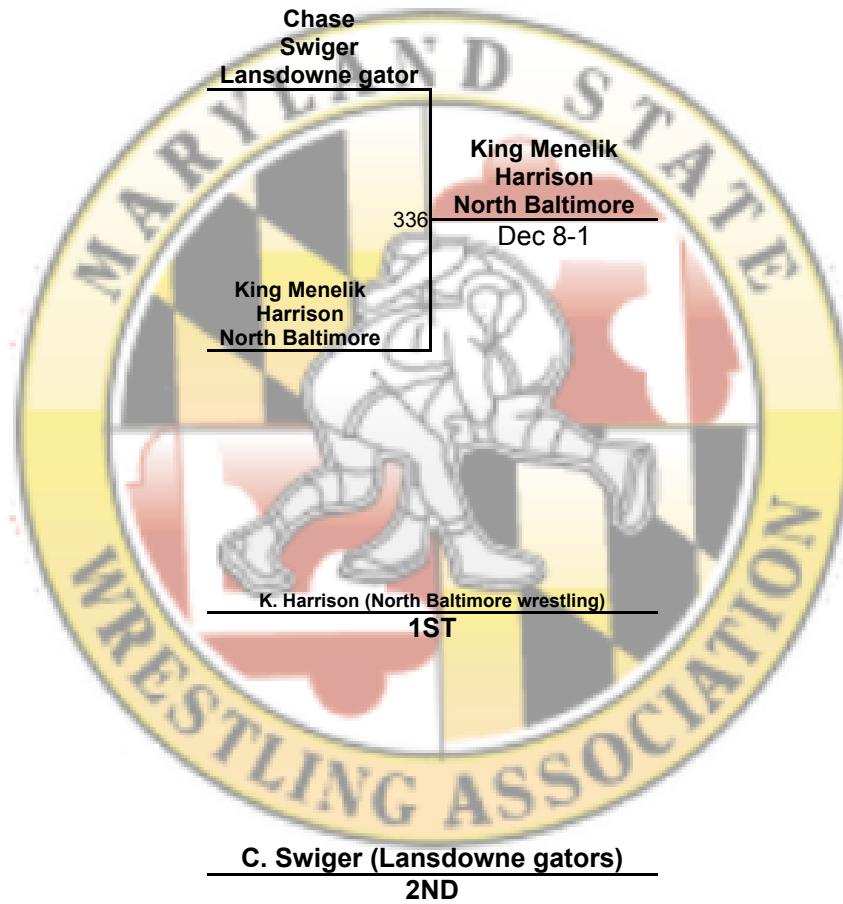 MARYLAND STATE
WRESTLING ASSOCIATION
Chase
Swiger
Lansdowne gator
King Menelik
Harrison
North Baltimore
336
Dec 8-1
King Menelik
Harrison
North Baltimore
K. Harrison (North Baltimore wrestling)
1ST
C. Swiger (Lansdowne gators)
2ND